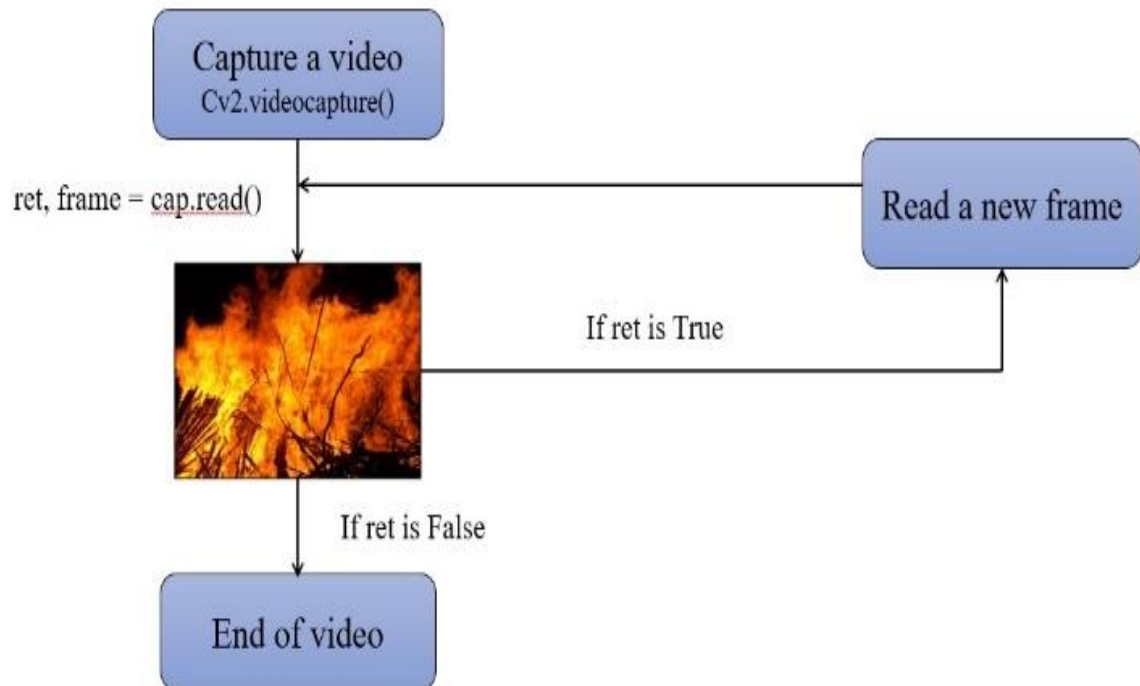 Capture a video
Cv2.videocapture()
ret, frame = cap.read()
Read a new frame
If ret is True
If ret is False
End of video